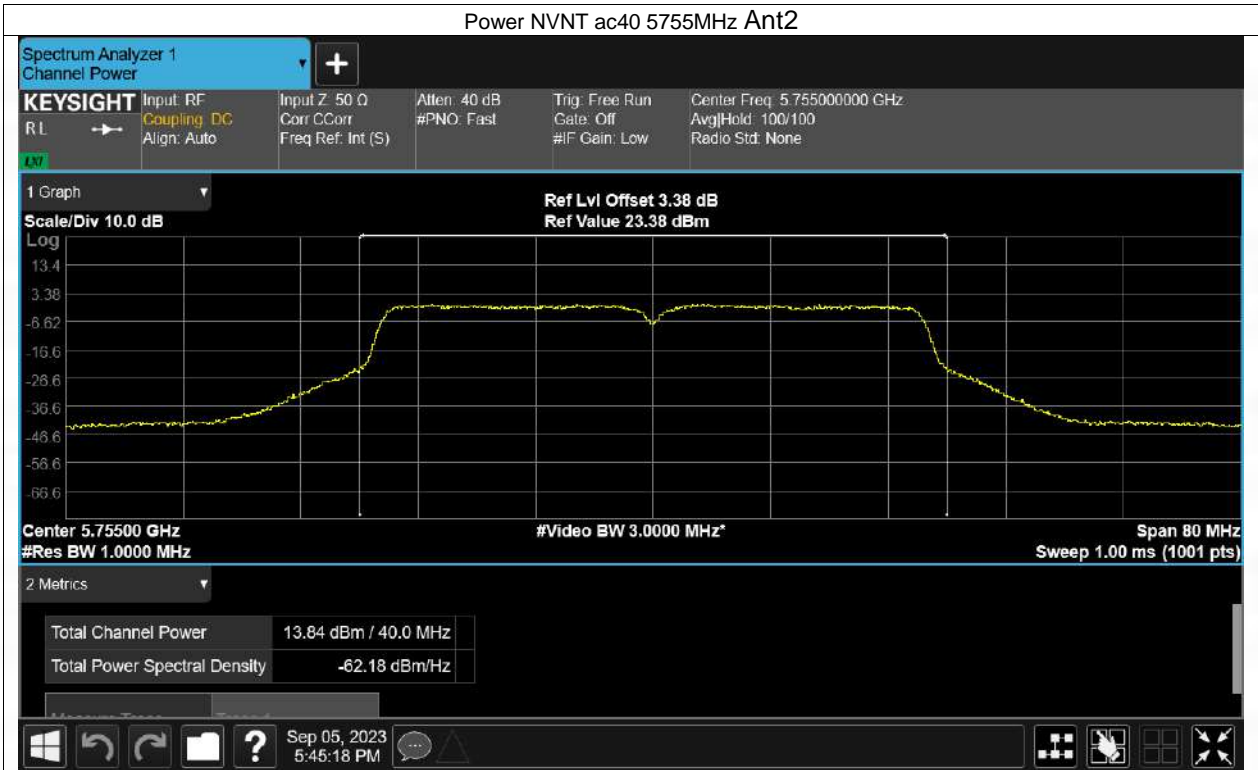 Power NVNT ac40 5755MHz Ant2
Spectrum Analyzer 1
Channel Power
KEYSIGHT
RL
LXI
Input: RF
Coupling: DC
Align: Auto
Input Z: 50 Ω
Corr CCorr
Freq Ref: Int (S)
Atten: 40 dB
#PNO: Fast
Trig: Free Run
Gate: Off
#IF Gain: Low
Center Freq: 5.755000000 GHz
Avg|Hold: 100/100
Radio Std: None
1 Graph
Scale/Div 10.0 dB
Ref Lvl Offset 3.38 dB
Ref Value 23.38 dBm
Log
13.4
3.38
-6.62
-16.6
-26.6
-36.6
-46.6
-56.6
-66.6
Center 5.75500 GHz
#Res BW 1.0000 MHz
#Video BW 3.0000 MHz*
Span 80 MHz
Sweep 1.00 ms (1001 pts)
2 Metrics
Total Channel Power 13.84 dBm / 40.0 MHz
Total Power Spectral Density -62.18 dBm/Hz
?
Sep 05, 2023
5:45:18 PM